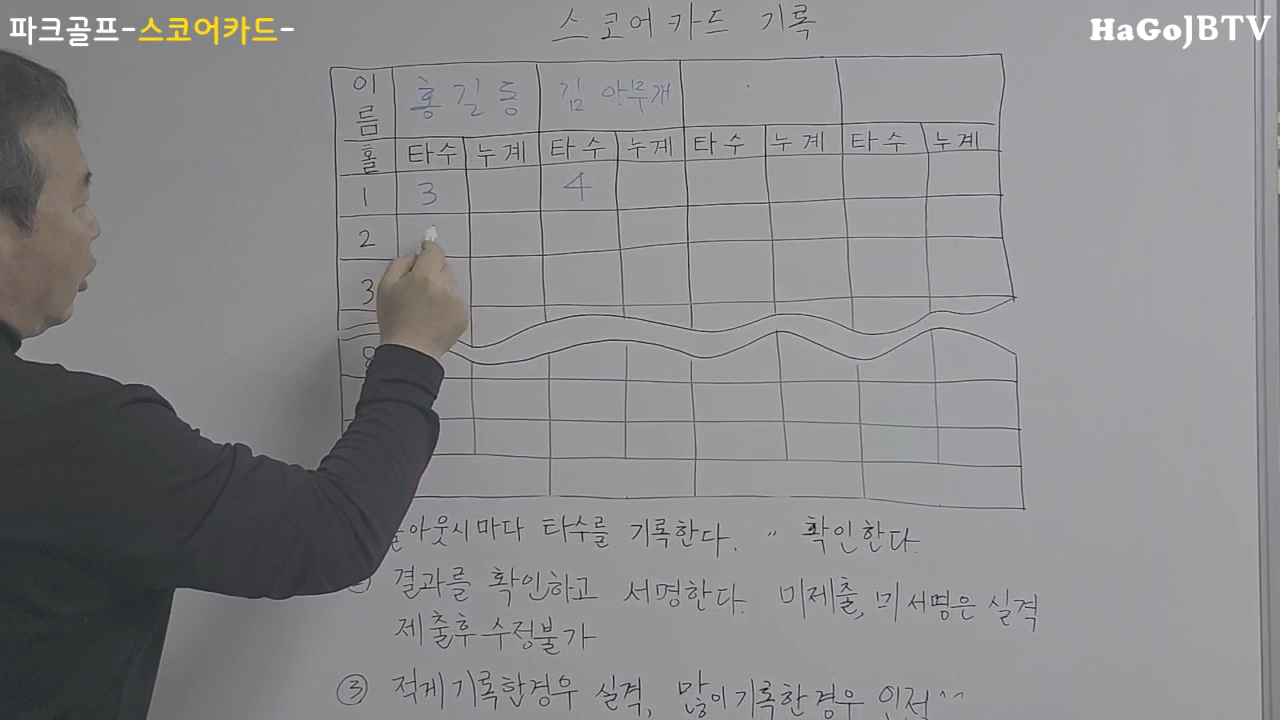 파크골프-스코어카드-
HaGoJBTV
스코어카드 기록
이름 홍길동 김아무개
홀 타수 누계 타수 누계 타수 누계 타수 누계
1 3 4
2
3
8
홀아웃시마다 타수를 기록한다. " 확인한다.
결과를 확인하고 서명한다. 미제출, 미서명은 실격
제출후 수정불가
③ 적게기록한경우 실격, 많이기록한경우 인정